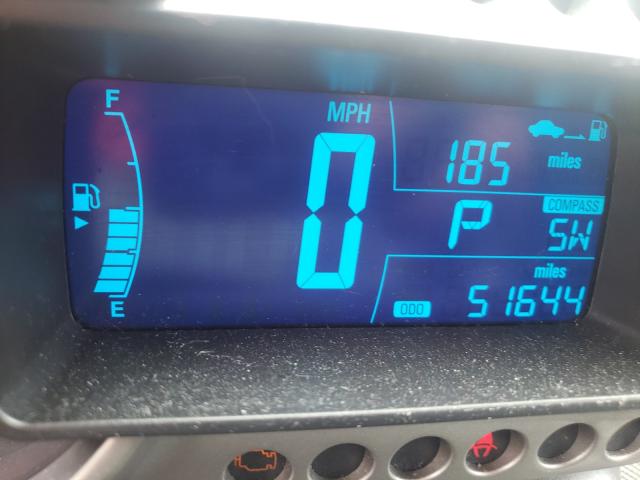 F
MPH
0
185
miles
P
COMPASS
SW
E
miles
ODO 51644